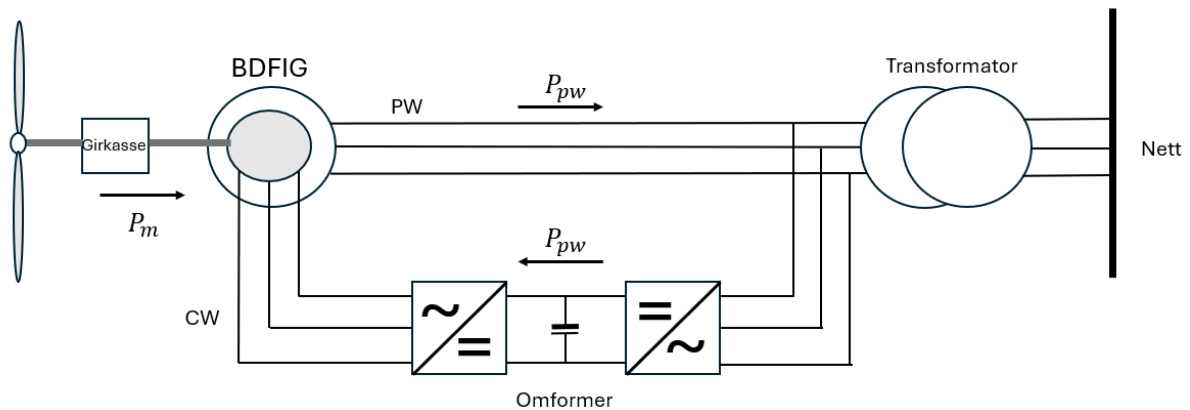 BDFIG
Transformator
P_pw
PW
Girkasse
Nett
P_m
P_pw
CW
~
=
=
~
Omformer